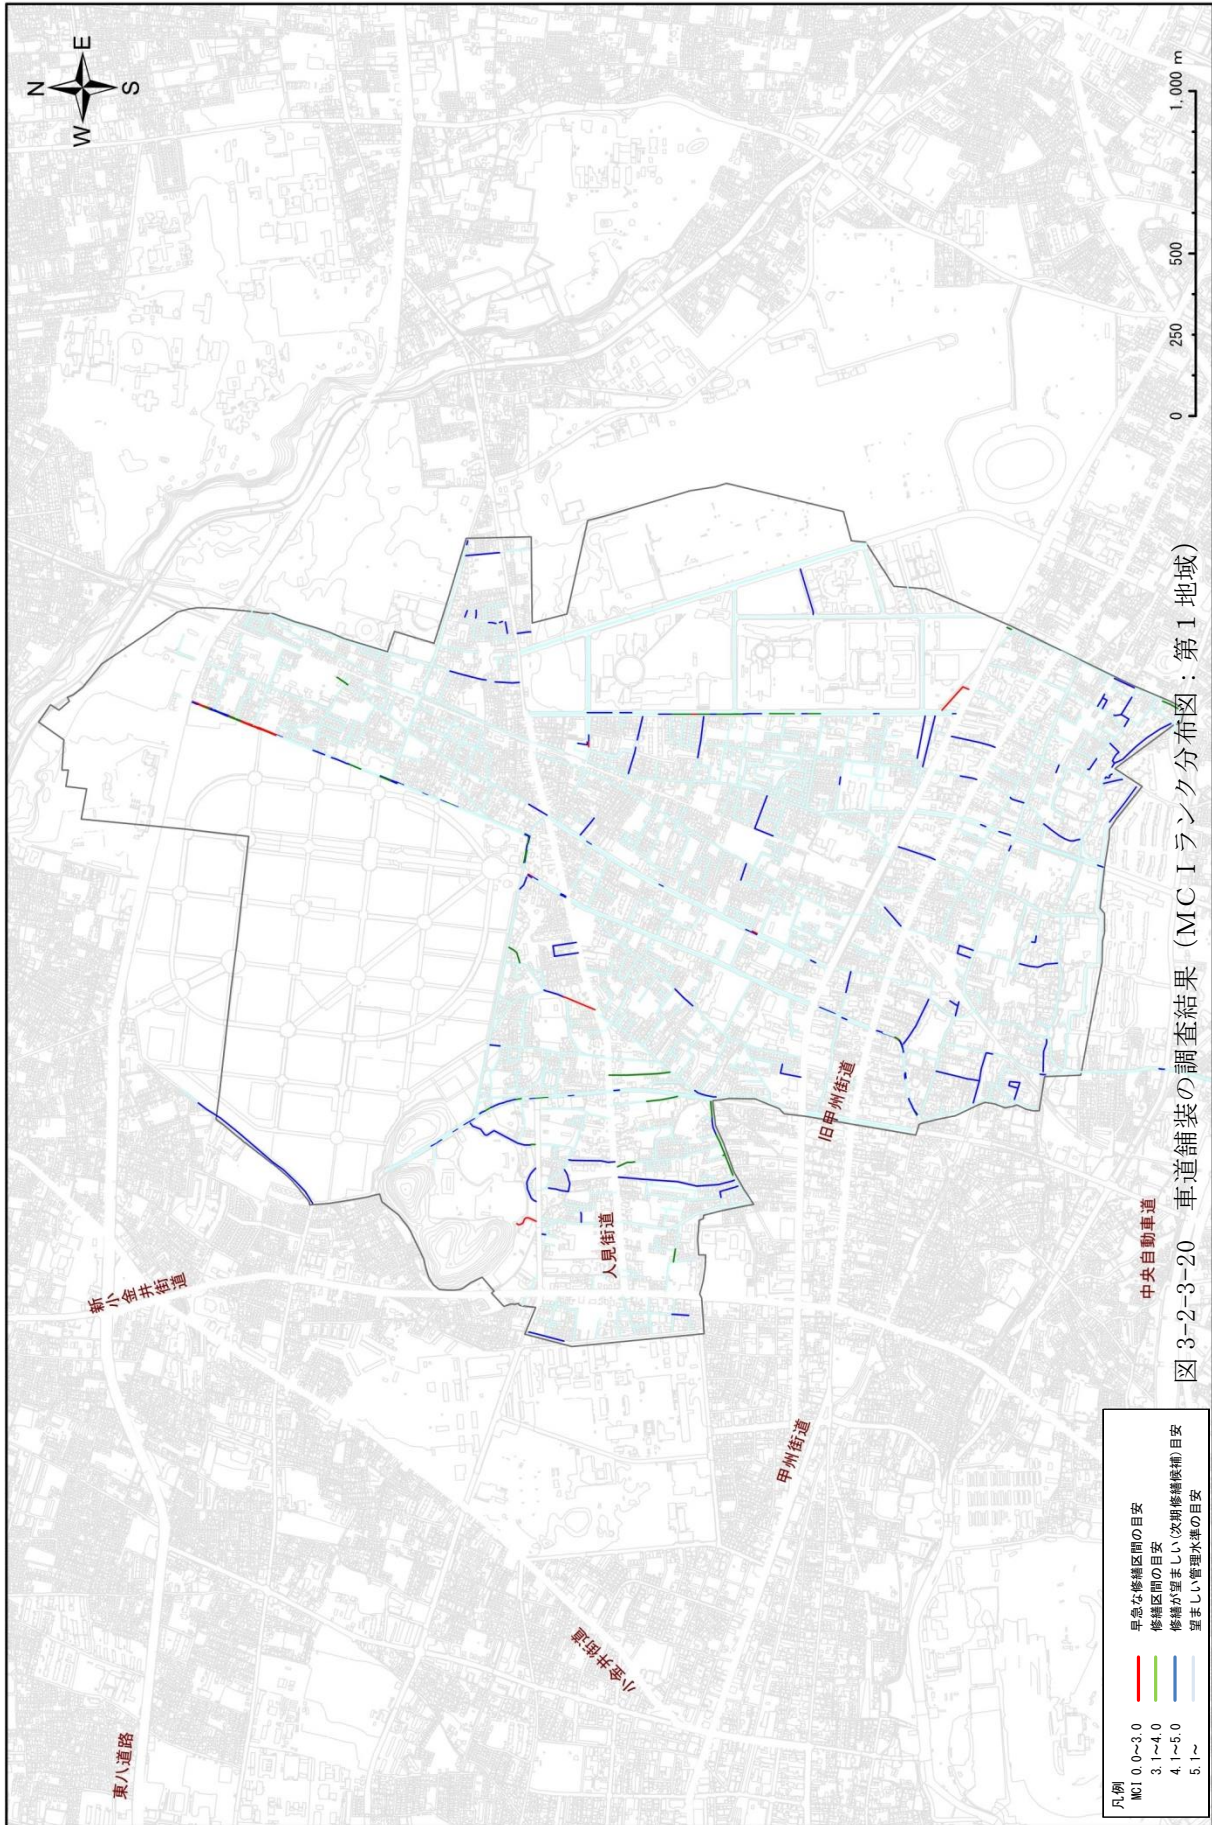 N
W
E
S
東八道路
新小金井街道
小金井街道
人見街道
甲州街道
旧甲州街道
中央自動車道
0 250 500 1,000 m
凡例
MCI 0.0~3.0 早急な修繕区間の目安
3.1~4.0 修繕区間の目安
4.1~5.0 修繕が望ましい(次期修繕候補)目安
5.1~ 望ましい管理水準の目安
図 3-2-3-20 車道舗装の調査結果（MCIランク分布図：第1地域）